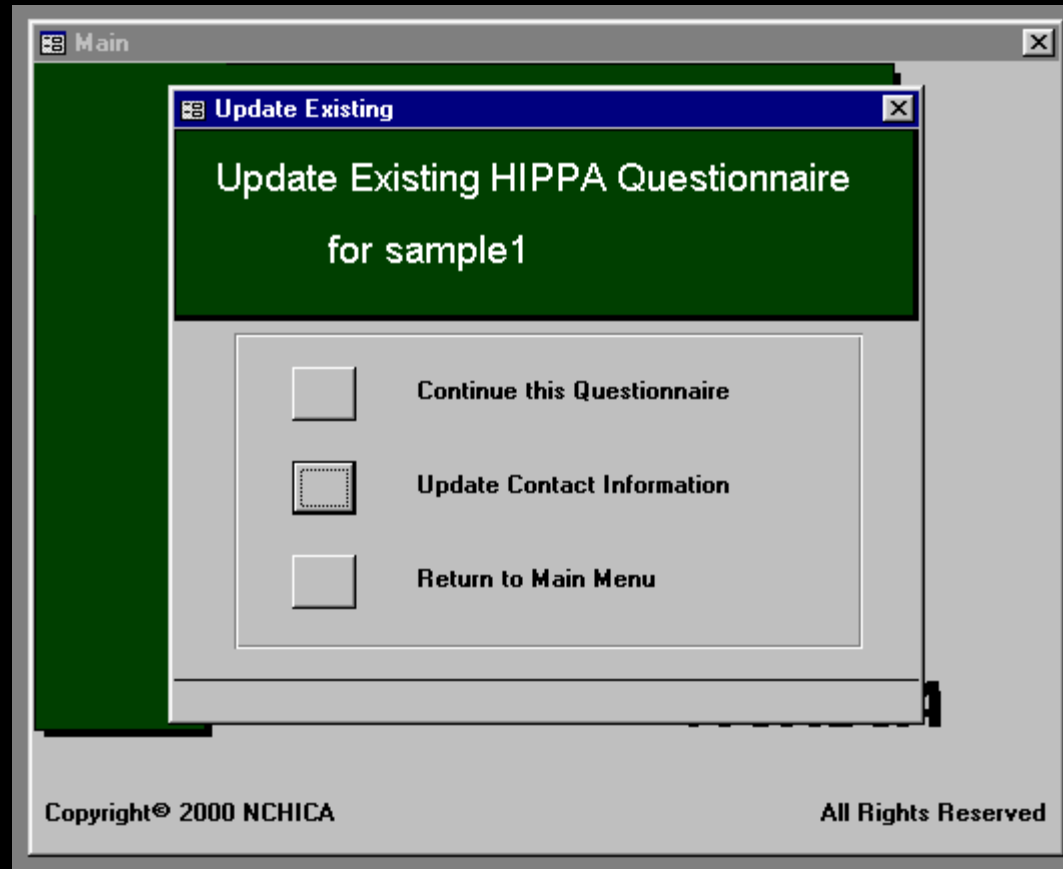 Main
Update Existing
Update Existing HIPPA Questionnaire
for sample1
Continue this Questionnaire
Update Contact Information
Return to Main Menu
Copyright© 2000 NCHICA
All Rights Reserved